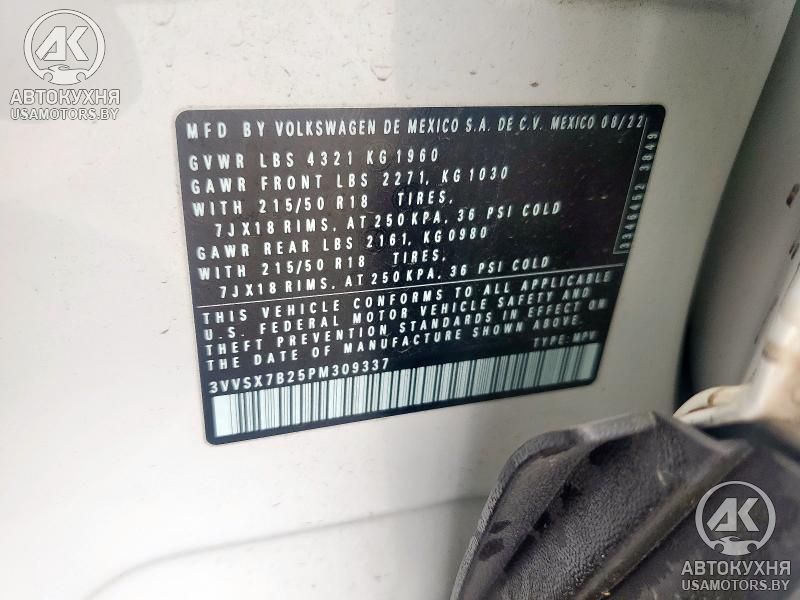 AK
АВТОКУХНЯ
USAMOTORS.BY
MFD BY VOLKSWAGEN DE MEXICO S.A. DE C.V. MEXICO 08/22
GVWR LBS 4321 KG 1960
GAWR FRONT LBS 2271, KG 1030
WITH 215/50 R18 TIRES,
7JX18 RIMS, AT 250 KPA, 36 PSI COLD
GAWR REAR LBS 2161, KG 0980
WITH 215/50 R18 TIRES,
7JX18 RIMS, AT 250 KPA, 36 PSI COLD
THIS VEHICLE CONFORMS TO ALL APPLICABLE
U.S. FEDERAL MOTOR VEHICLE SAFETY AND
THEFT PREVENTION STANDARDS IN EFFECT ON
THE DATE OF MANUFACTURE SHOWN ABOVE.
3VVSX7B25PM309337 TYPE: MPV
3346452 3849
AK
АВТОКУХНЯ
USAMOTORS.BY